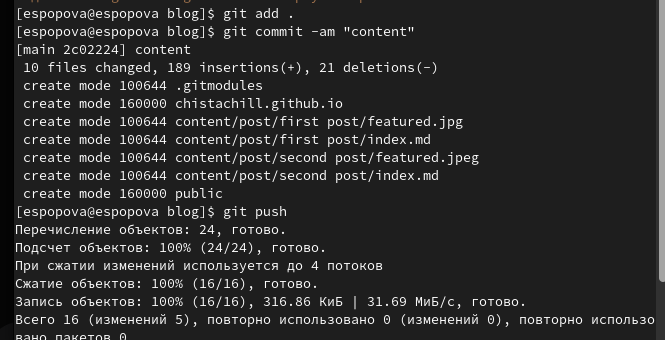 [espopova@espopova blog]$ git add .
[espopova@espopova blog]$ git commit -am "content"
[main 2c02224] content
 10 files changed, 189 insertions(+), 21 deletions(-)
 create mode 100644 .gitmodules
 create mode 160000 chistachill.github.io
 create mode 100644 content/post/first post/featured.jpg
 create mode 100644 content/post/first post/index.md
 create mode 100644 content/post/second post/featured.jpeg
 create mode 100644 content/post/second post/index.md
 create mode 160000 public
[espopova@espopova blog]$ git push
Перечисление объектов: 24, готово.
Подсчет объектов: 100% (24/24), готово.
При сжатии изменений используется до 4 потоков
Сжатие объектов: 100% (16/16), готово.
Запись объектов: 100% (16/16), 316.86 КиБ | 31.69 МиБ/с, готово.
Всего 16 (изменений 5), повторно использовано 0 (изменений 0), повторно использо
вано пакетов 0